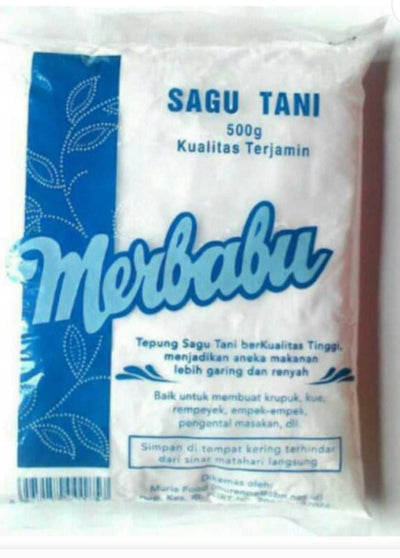 SAGU TANI
500g
Kualitas Terjamin
Merbabu
Tepung Sagu Tani berKualitas Tinggi,
menjadikan aneka makanan
lebih garing dan renyah
Baik untuk membuat krupuk, kue,
rempeyek, empek-empek,
pengental masakan, dll.
Simpan di tempat kering terhindar
dari sinar matahari langsung
Dikemas oleh:
Muria Food